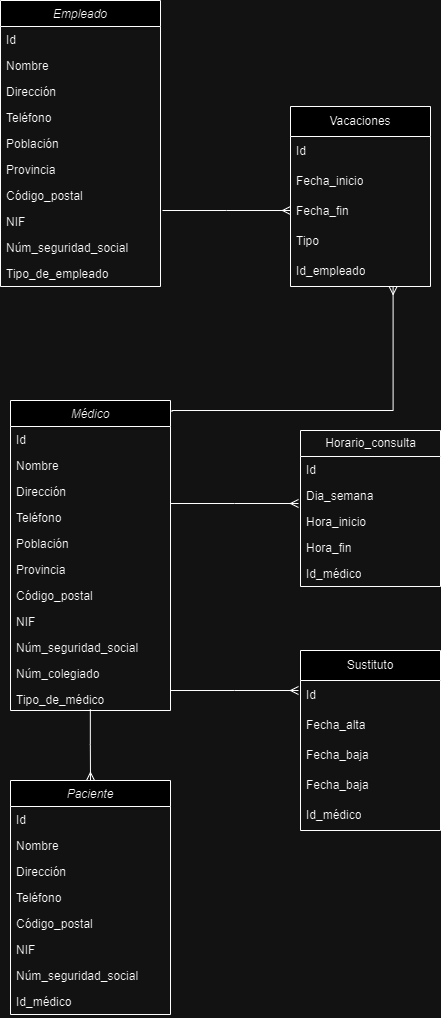 Empleado
Id
Nombre
Dirección
Teléfono
Población
Provincia
Código_postal
NIF
Núm_seguridad_social
Tipo_de_empleado
Vacaciones
Id
Fecha_inicio
Fecha_fin
Tipo
Id_empleado
Médico
Id
Nombre
Dirección
Teléfono
Población
Provincia
Código_postal
NIF
Núm_seguridad_social
Núm_colegiado
Tipo_de_médico
Horario_consulta
Id
Dia_semana
Hora_inicio
Hora_fin
Id_médico
Sustituto
Id
Fecha_alta
Fecha_baja
Fecha_baja
Id_médico
Paciente
Id
Nombre
Dirección
Teléfono
Código_postal
NIF
Núm_seguridad_social
Id_médico